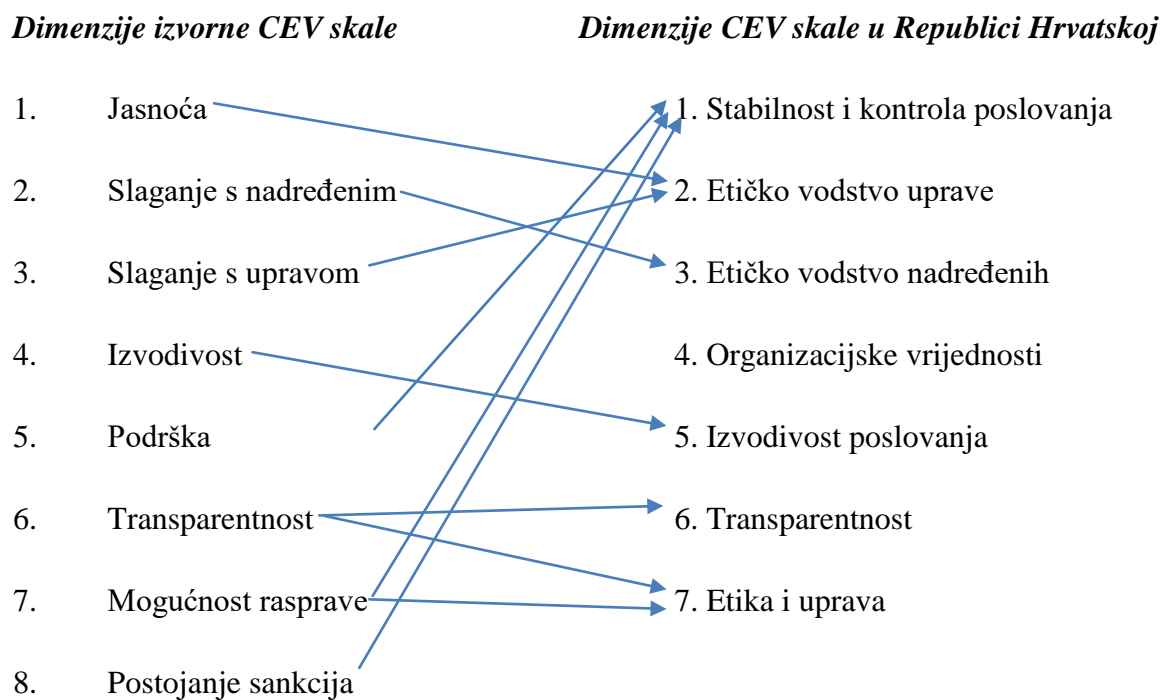 Dimenzije izvorne CEV skale Dimenzije CEV skale u Republici Hrvatskoj
1. Jasnoća 1. Stabilnost i kontrola poslovanja
2. Slaganje s nadređenim 2. Etičko vodstvo uprave
3. Slaganje s upravom 3. Etičko vodstvo nadređenih
4. Izvodivost 4. Organizacijske vrijednosti
5. Podrška 5. Izvodivost poslovanja
6. Transparentnost 6. Transparentnost
7. Mogućnost rasprave 7. Etika i uprava
8. Postojanje sankcija